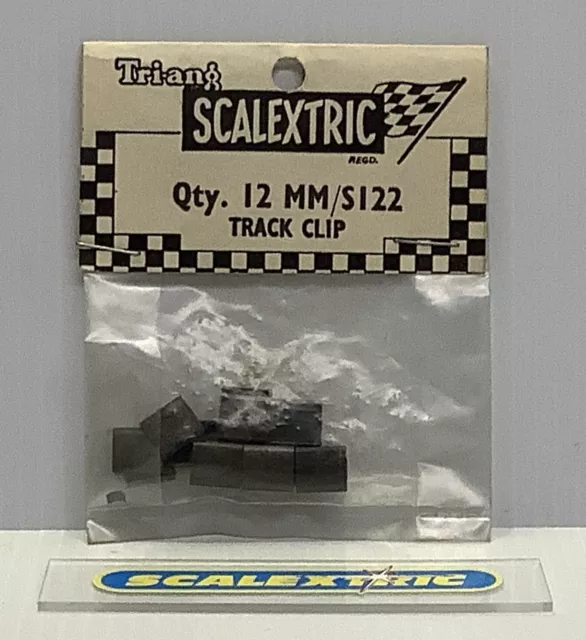 Tri-ang
SCALEXTRIC
REGD.
Qty. 12 MM/S122
TRACK CLIP
SCALEXTRIC